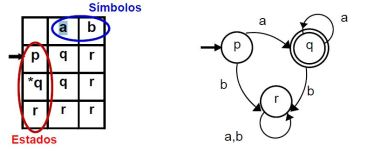 Símbolos
a b
p q r
*q q r
r r r
Estados
a
a
p
q
b
b
r
a,b